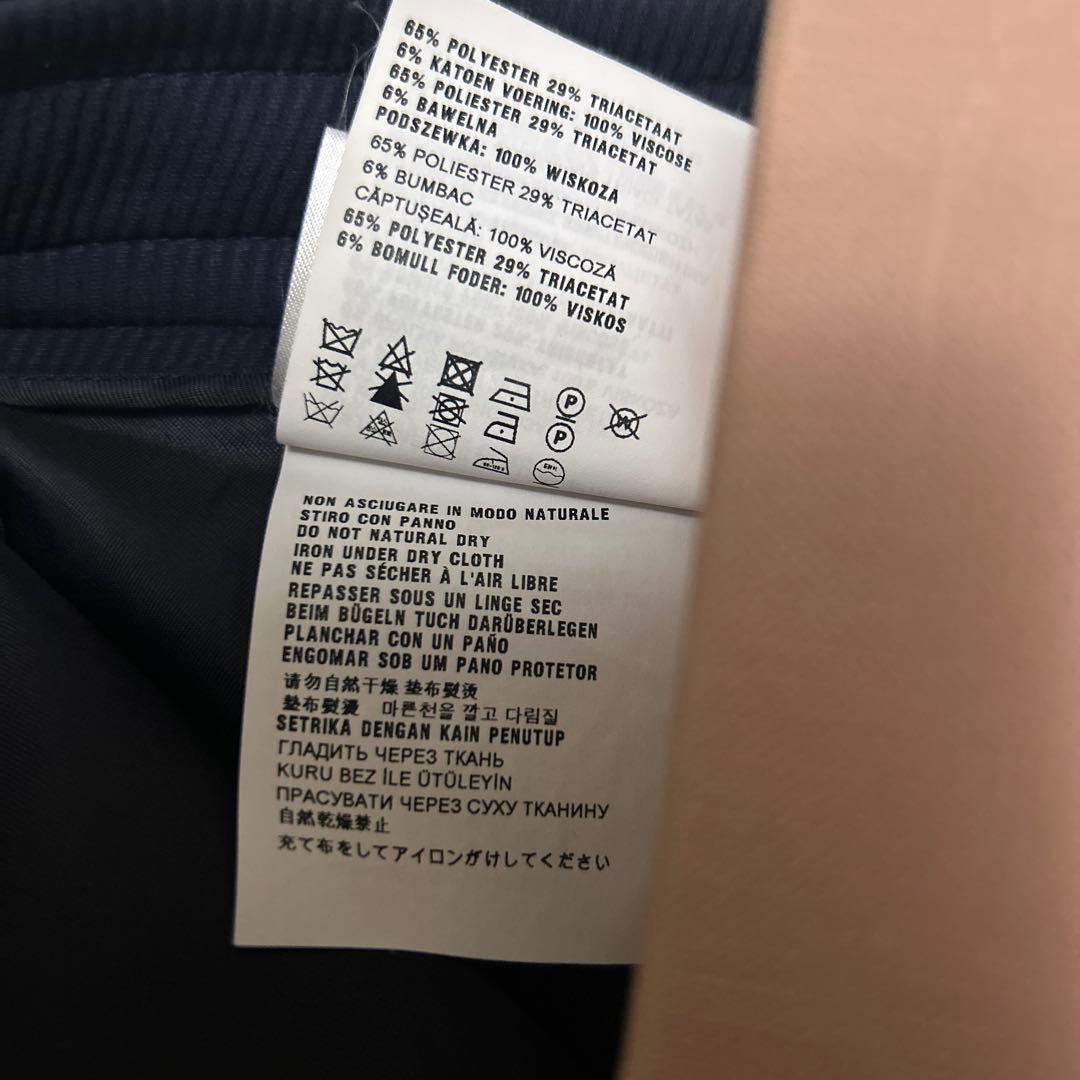 65% POLYESTER 29% TRIACETAAT
6% KATOEN VOERING: 100% VISCOSE
65% POLIESTER 29% TRIACETAT
6% BAWEŁNA
PODSZEWKA: 100% WISKOZA
65% POLIESTER 29% TRIACETAT
6% BUMBAC
CĂPTUȘEALĂ: 100% VISCOZĂ
65% POLYESTER 29% TRIACETAT
6% BOMULL FODER: 100% VISKOS
P
P
NON ASCIUGARE IN MODO NATURALE
STIRO CON PANNO
DO NOT NATURAL DRY
IRON UNDER DRY CLOTH
NE PAS SÉCHER À L'AIR LIBRE
REPASSER SOUS UN LINGE SEC
BEIM BÜGELN TUCH DARÜBERLEGEN
PLANCHAR CON UN PAÑO
ENGOMAR SOB UM PANO PROTETOR
请勿自然干燥 垫布熨烫
墊布熨燙 마른천을 깔고 다림질
SETRIKA DENGAN KAIN PENUTUP
ГЛАДИТЬ ЧЕРЕЗ ТКАНЬ
KURU BEZ İLE ÜTÜLEYİN
ПРАСУВАТИ ЧЕРЕЗ СУХУ ТКАНИНУ
自然乾燥禁止
充て布をしてアイロンがけしてください